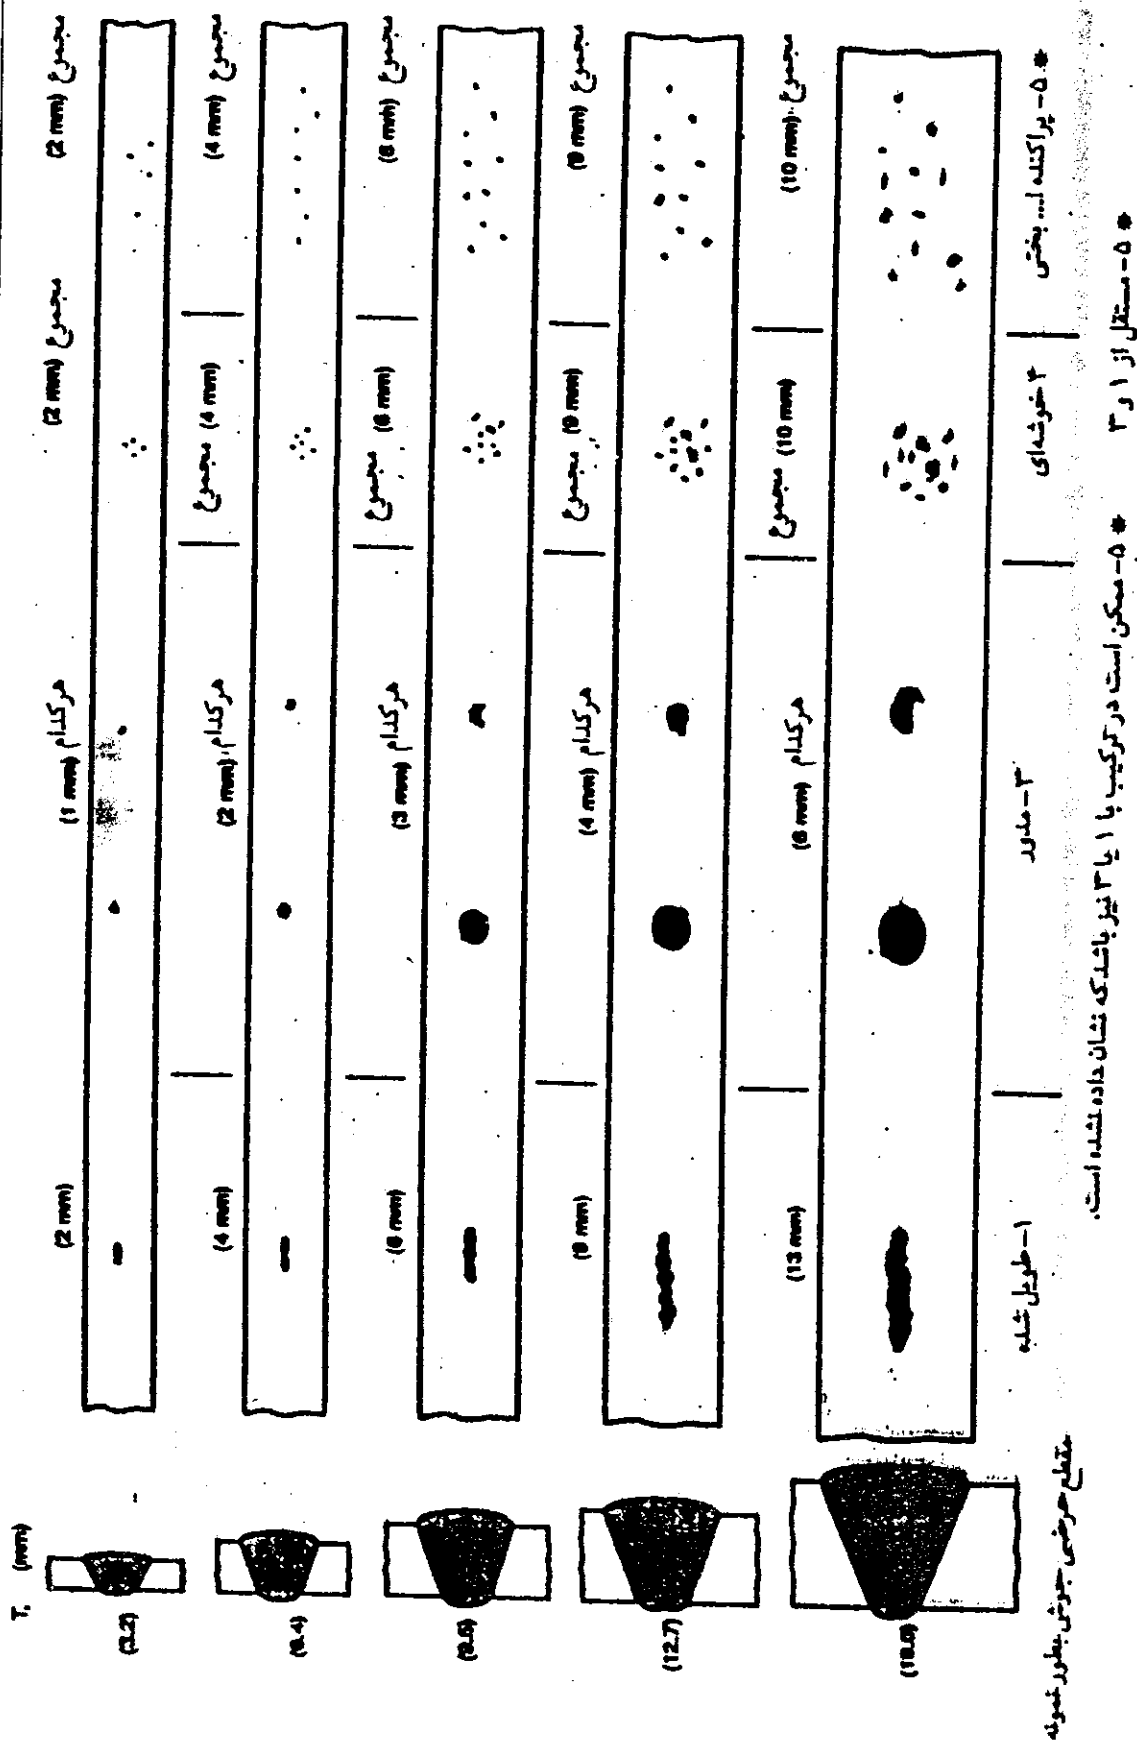 T, (mm)
(3.2)
(2 mm)
هرکدام (1 mm)
مجموع (2 mm)
مجموع (2 mm)
(6.4)
(4 mm)
هرکدام (2 mm)
مجموع (4 mm)
مجموع (4 mm)
(6 mm)
هرکدام (3 mm)
مجموع (6 mm)
مجموع (6 mm)
(12.7)
(9 mm)
هرکدام (4 mm)
مجموع (9 mm)
مجموع (9 mm)
(13 mm)
هرکدام (6 mm)
مجموع (10 mm)
مجموع (10 mm)
مقطع عرضی جوش بطور نمونه
۱- طویل شده
۳- مدور
۴ خوشه‌ای
* ۵- پراکنده ... بختی
* ۵- ممکن است در ترکیب با ۱ یا ۳ نیز باشد که نشان داده نشده است.
* ۵- مستقل از ۱ و ۳